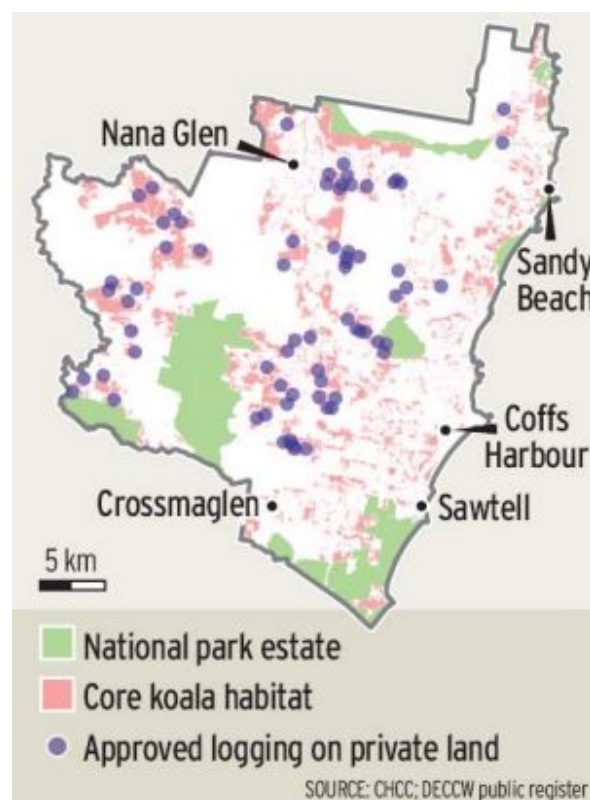 Nana Glen
Sandy
Beach
Coffs
Harbour
Crossmaglen
Sawtell
5 km
National park estate
Core koala habitat
Approved logging on private land
SOURCE: CHCC; DECCW public register